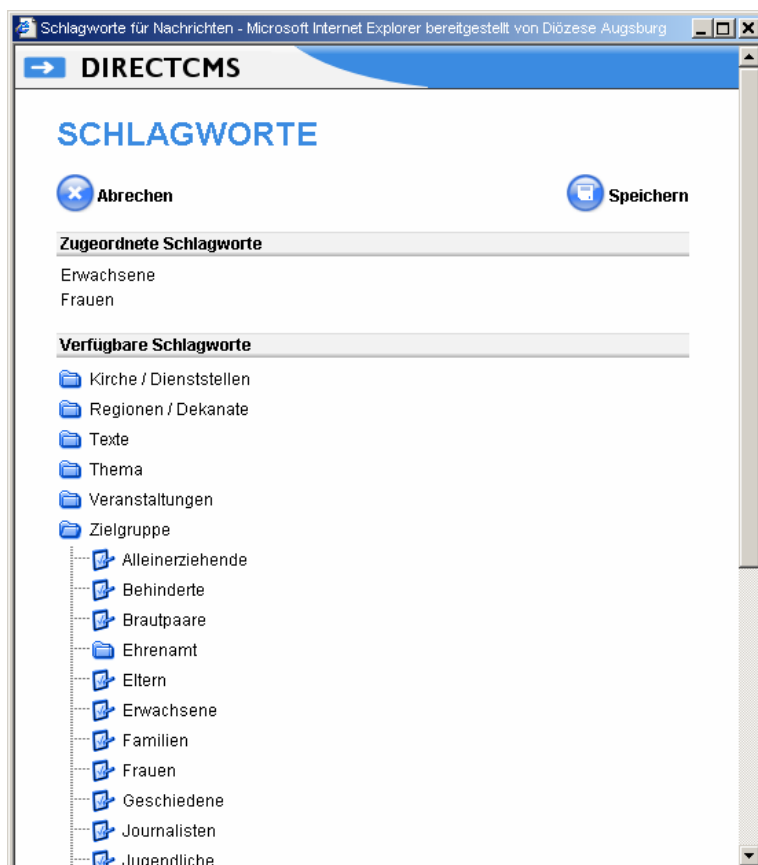 Schlagworte für Nachrichten - Microsoft Internet Explorer bereitgestellt von Diözese Augsburg
DIRECTCMS
SCHLAGWORTE
Abrechen Speichern
Zugeordnete Schlagworte
Erwachsene
Frauen
Verfügbare Schlagworte
Kirche / Dienststellen
Regionen / Dekanate
Texte
Thema
Veranstaltungen
Zielgruppe
Alleinerziehende
Behinderte
Brautpaare
Ehrenamt
Eltern
Erwachsene
Familien
Frauen
Geschiedene
Journalisten
Jugendliche